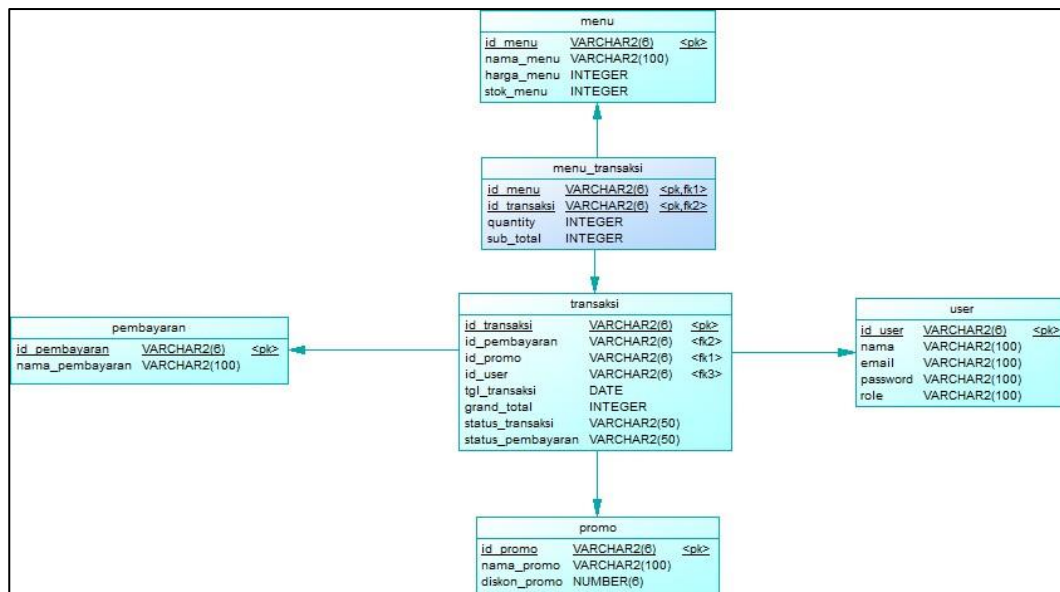 menu
id_menu VARCHAR2(6) <pk>
nama_menu VARCHAR2(100)
harga_menu INTEGER
stok_menu INTEGER
menu_transaksi
id_menu VARCHAR2(6) <pk,fk1>
id_transaksi VARCHAR2(6) <pk,fk2>
quantity INTEGER
sub_total INTEGER
pembayaran
id_pembayaran VARCHAR2(6) <pk>
nama_pembayaran VARCHAR2(100)
transaksi
id_transaksi VARCHAR2(6) <pk>
id_pembayaran VARCHAR2(6) <fk2>
id_promo VARCHAR2(6) <fk1>
id_user VARCHAR2(6) <fk3>
tgl_transaksi DATE
grand_total INTEGER
status_transaksi VARCHAR2(50)
status_pembayaran VARCHAR2(50)
user
id_user VARCHAR2(6) <pk>
nama VARCHAR2(100)
email VARCHAR2(100)
password VARCHAR2(100)
role VARCHAR2(100)
promo
id_promo VARCHAR2(6) <pk>
nama_promo VARCHAR2(100)
diskon_promo NUMBER(6)